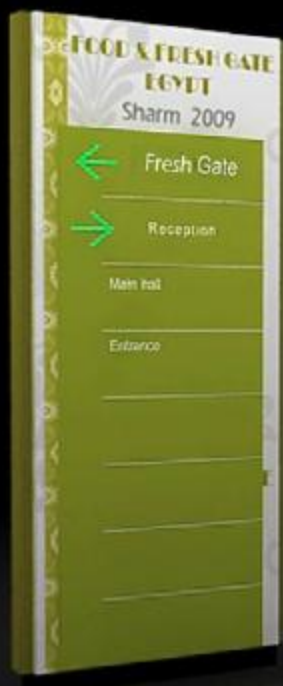 FOOD & FRESH GATE
EGYPT
Sharm 2009
Fresh Gate
Reception
Main hall
Entrance